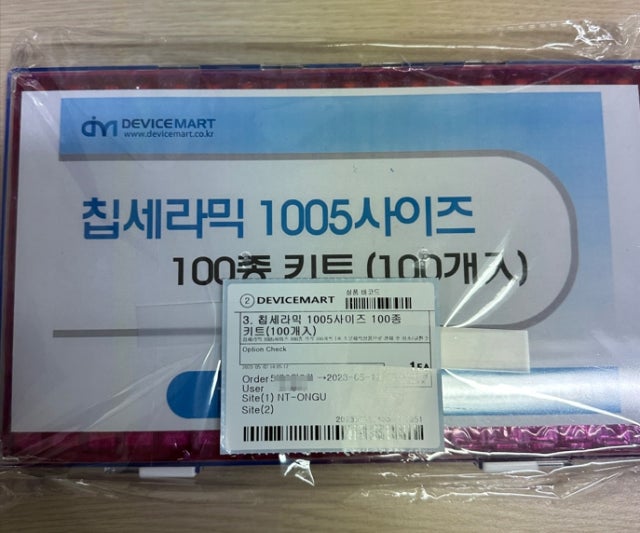 DEVICEMART
www.devicemart.co.kr
칩세라믹 1005사이즈
100종 키트 (100개入)
2 DEVICEMART
상품 바코드
3. 칩세라믹 1005사이즈 100종
키트(100개入)
Option Check
1EA
Order →2023-05-
User
Site(1) NT-ONGU
Site(2)